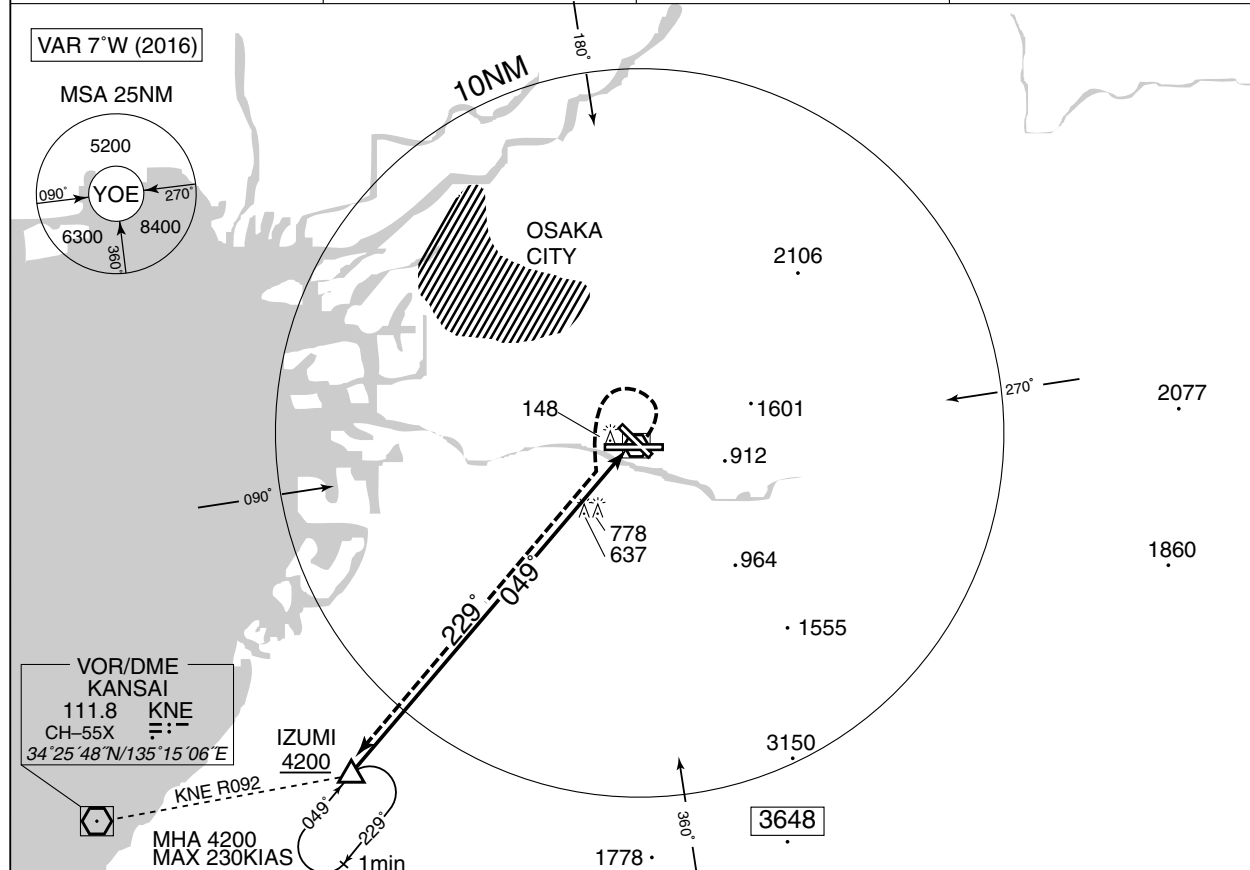 VAR 7°W (2016)
MSA 25NM
5200
YOE
090°
270°
6300
8400
360°
180°
10NM
OSAKA
CITY
2106
270°
2077
148
1601
912
090°
778
637
964
1860
049°
229°
1555
VOR/DME
KANSAI
111.8 KNE
CH–55X
34°25′48″N/135°15′06″E
IZUMI
4200
3150
KNE R092
3648
360°
049°
229°
MHA 4200
MAX 230KIAS
1min
1778